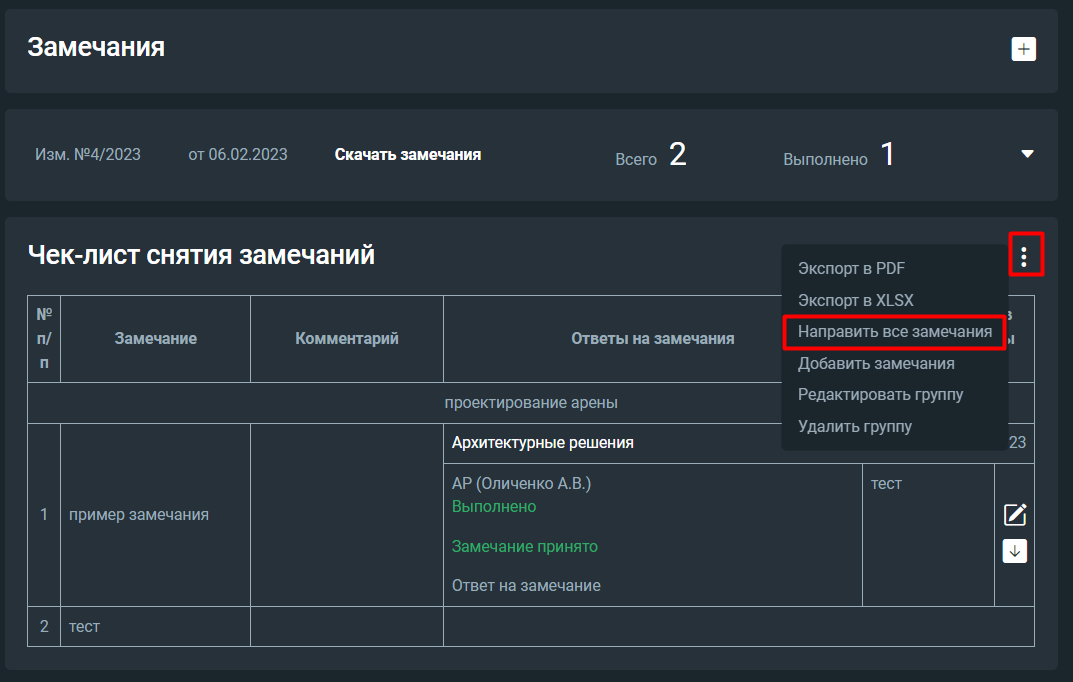 Замечания
Изм. №4/2023
от 06.02.2023
Скачать замечания
Всего 2
Выполнено 1
Чек-лист снятия замечаний
Экспорт в PDF
Экспорт в XLSX
Направить все замечания
Добавить замечания
Редактировать группу
Удалить группу
№
п/
п
Замечание
Комментарий
Ответы на замечания
проектирование арены
1
пример замечания
Архитектурные решения
23
АР (Оличенко А.В.)
Выполнено
Замечание принято
Ответ на замечание
тест
2
тест